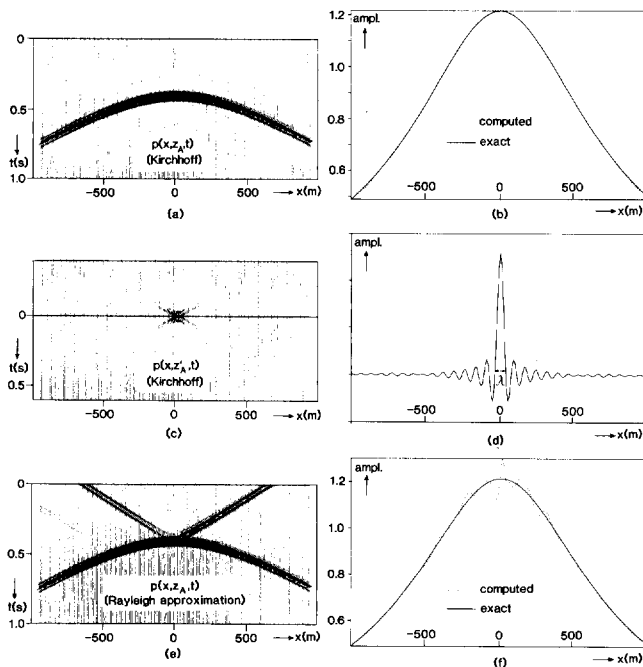 0
0.5
t(s)
1.0
p(x,z_A,t)
(Kirchhoff)
−500
0
500
x(m)
(a)
1.2
ampl.
1.0
0.8
0.6
computed
exact
−500
0
500
x(m)
(b)
0
t(s)
0.5
p(x,z'_A,t)
(Kirchhoff)
−500
0
500
x(m)
(c)
ampl.
λ
−500
0
500
x(m)
(d)
0
0.5
t(s)
1.0
p(x,z_A,t)
(Rayleigh approximation)
−500
0
500
x(m)
(e)
ampl.
1.2
1.0
0.8
0.6
computed
exact
−500
0
500
x(m)
(f)